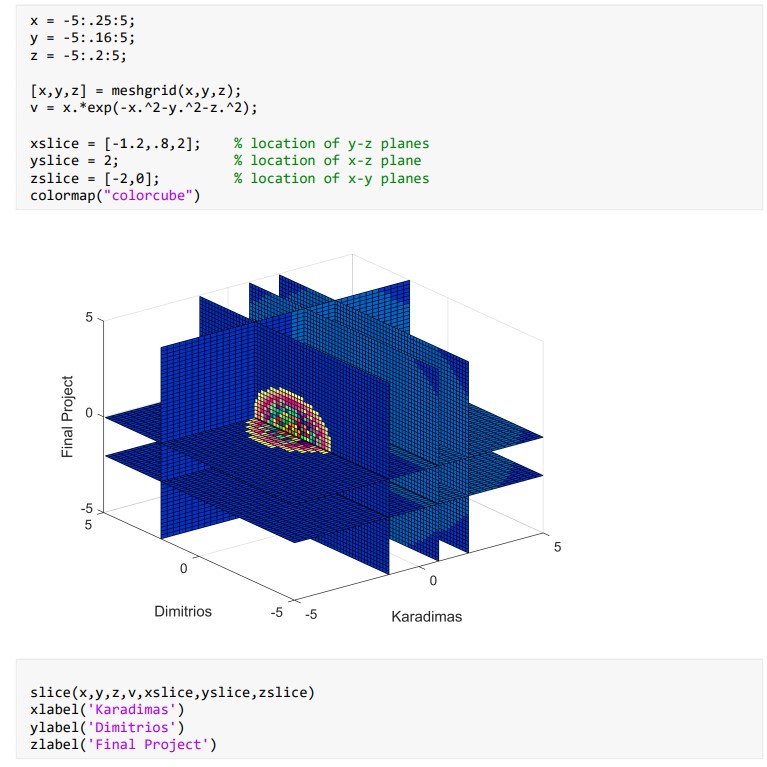 x = -5:.25:5;
y = -5:.16:5;
z = -5:.2:5;
[x,y,z] = meshgrid(x,y,z);
v = x.*exp(-x.^2-y.^2-z.^2);
xslice = [-1.2,.8,2];    % location of y-z planes
yslice = 2;              % location of x-z plane
zslice = [-2,0];         % location of x-y planes
colormap("colorcube")
5
0
-5
Final Project
5
0
-5
Dimitrios
-5
0
5
Karadimas
slice(x,y,z,v,xslice,yslice,zslice)
xlabel('Karadimas')
ylabel('Dimitrios')
zlabel('Final Project')